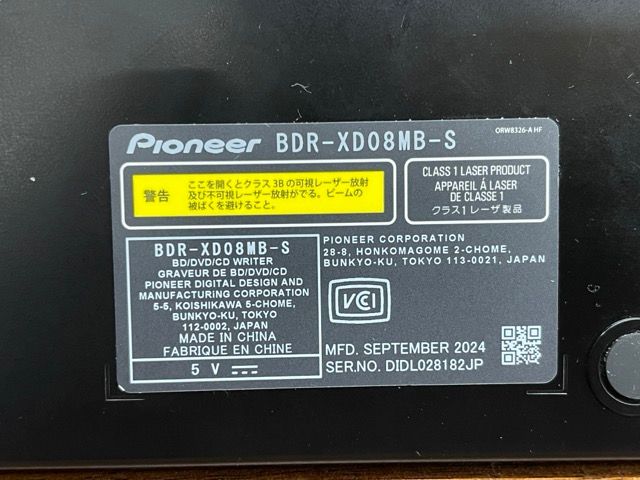 Pioneer BDR-XD08MB-S
ORW8326-A HF
警告
ここを開くとクラス3Bの可視レーザー放射
及び不可視レーザー放射がでる。ビームの
被ばくを避けること。
CLASS 1 LASER PRODUCT
APPAREIL Á LASER
DE CLASSE 1
クラス1 レーザ製品
BDR-XD08MB-S
BD/DVD/CD WRITER
GRAVEUR DE BD/DVD/CD
PIONEER DIGITAL DESIGN AND
MANUFACTURING CORPORATION
5-5, KOISHIKAWA 5-CHOME,
BUNKYO-KU, TOKYO
112-0002, JAPAN
MADE IN CHINA
FABRIQUE EN CHINE
5 V
PIONEER CORPORATION
28-8, HONKOMAGOME 2-CHOME,
BUNKYO-KU, TOKYO 113-0021, JAPAN
VCI
MFD. SEPTEMBER 2024
SER.NO. DIDL028182JP